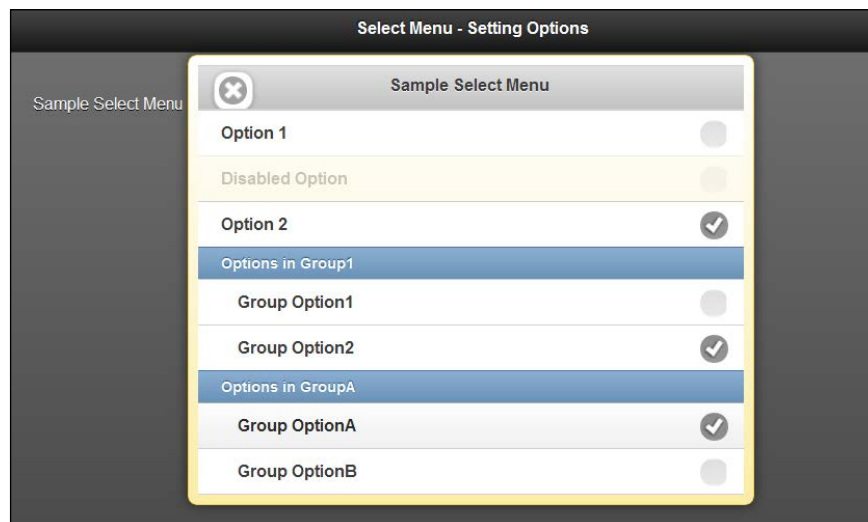 Select Menu - Setting Options
Sample Select Menu
Sample Select Menu
Option 1
Disabled Option
Option 2
Options in Group1
Group Option1
Group Option2
Options in GroupA
Group OptionA
Group OptionB